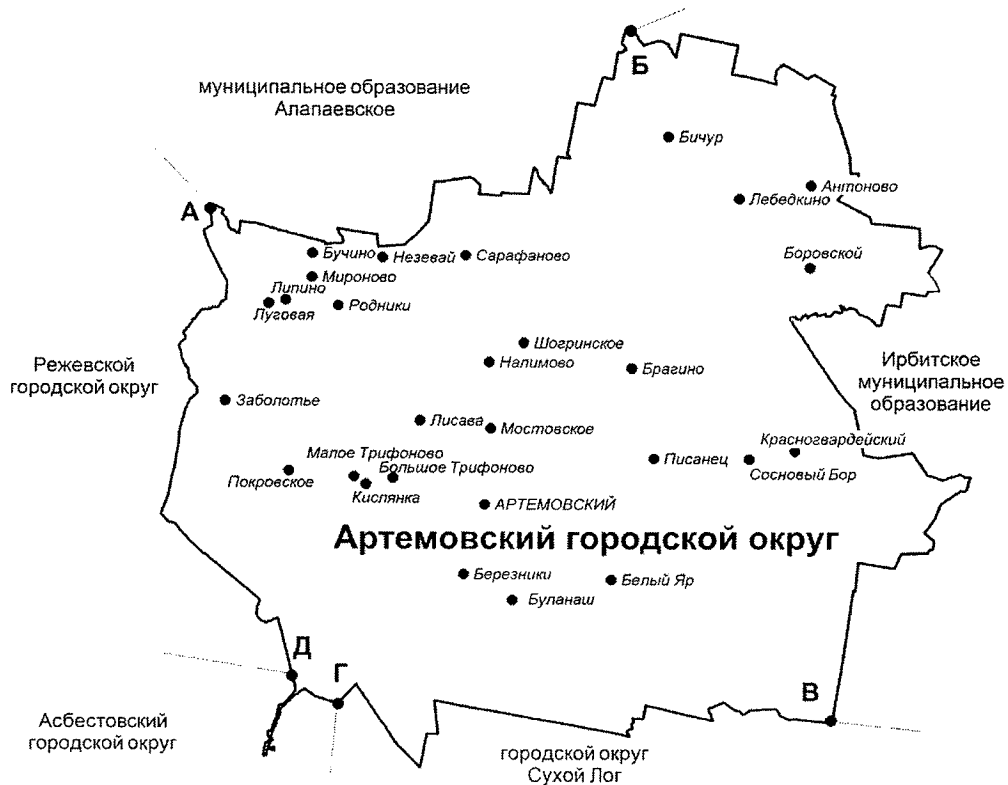 Б
муниципальное образование
Алапаевское
Бичур
Антоново
Лебедкино
А
Бучино
Незевай
Сарафаново
Боровской
Мироново
Липино
Луговая
Родники
Шогринское
Налимово
Брагино
Режевской
городской округ
Ирбитское
муниципальное
образование
Заболотье
Лисава
Мостовское
Красногвардейский
Малое Трифоново
Большое Трифоново
Писанец
Сосновый Бор
Покровское
Кислянка
АРТЕМОВСКИЙ
Артемовский городской округ
Березники
Белый Яр
Буланаш
Д
Г
В
Асбестовский
городской округ
городской округ
Сухой Лог